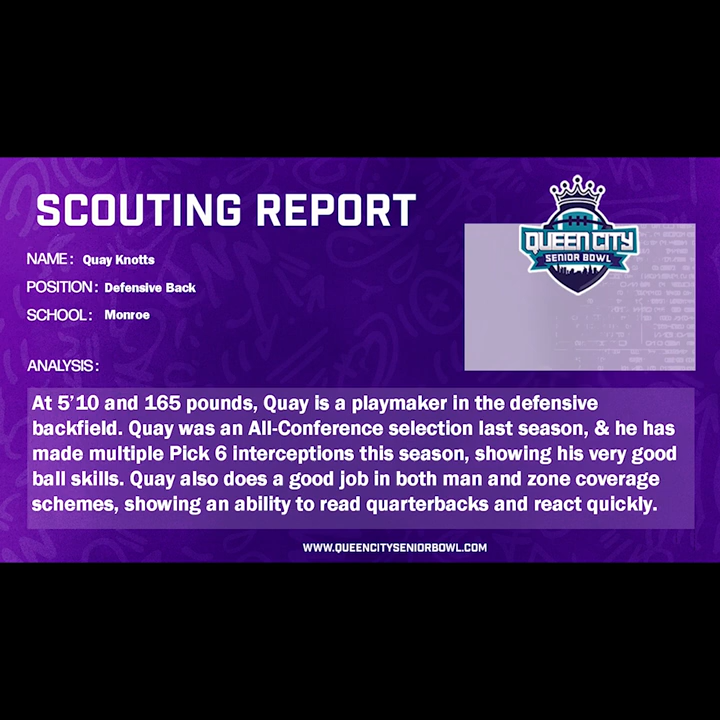 SCOUTING REPORT
QUEEN CITY
SENIOR BOWL
NAME: Quay Knotts
POSITION: Defensive Back
SCHOOL: Monroe
ANALYSIS:
At 5'10 and 165 pounds, Quay is a playmaker in the defensive
backfield. Quay was an All-Conference selection last season, & he has
made multiple Pick 6 interceptions this season, showing his very good
ball skills. Quay also does a good job in both man and zone coverage
schemes, showing an ability to read quarterbacks and react quickly.
WWW.QUEENCITYSENIORBOWL.COM